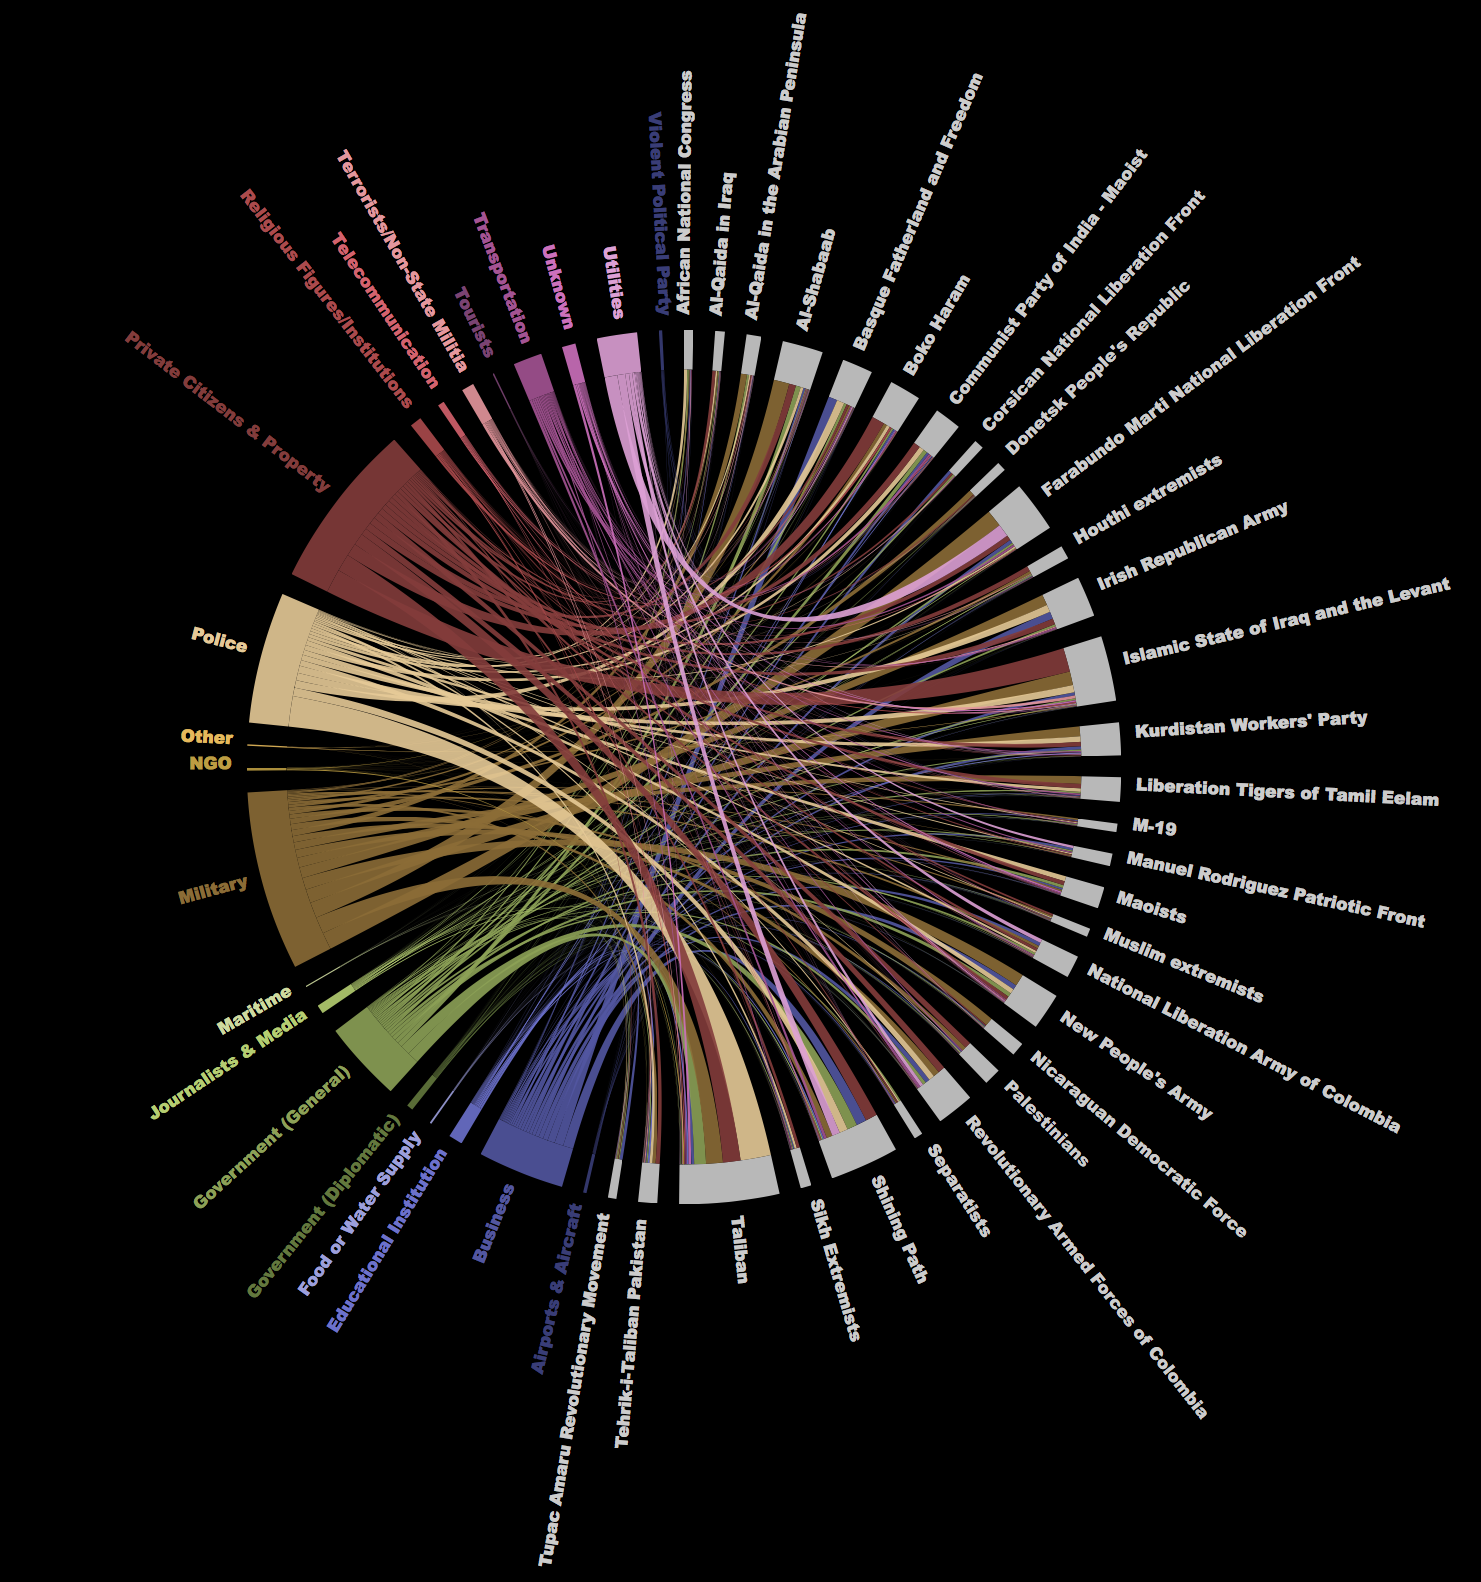 African National Congress
Al-Qaida in Iraq
Al-Qaida in the Arabian Peninsula
Al-Shabaab
Basque Fatherland and Freedom
Boko Haram
Communist Party of India - Maoist
Corsican National Liberation Front
Donetsk People's Republic
Farabundo Marti National Liberation Front
Houthi extremists
Irish Republican Army
Islamic State of Iraq and the Levant
Kurdistan Workers' Party
Liberation Tigers of Tamil Eelam
M-19
Manuel Rodriguez Patriotic Front
Maoists
Muslim extremists
National Liberation Army of Colombia
New People's Army
Nicaraguan Democratic Force
Palestinians
Revolutionary Armed Forces of Colombia
Separatists
Shining Path
Sikh Extremists
Taliban
Tehrik-i-Taliban Pakistan
Tupac Amaru Revolutionary Movement
Airports & Aircraft
Business
Educational Institution
Food or Water Supply
Government (Diplomatic)
Government (General)
Journalists & Media
Maritime
Military
NGO
Other
Police
Private Citizens & Property
Religious Figures/Institutions
Telecommunication
Terrorists/Non-State Militia
Tourists
Transportation
Unknown
Utilities
Violent Political Party